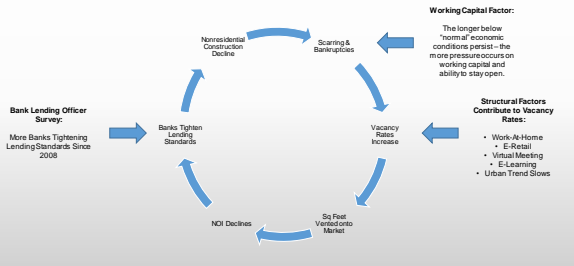 Working Capital Factor:
The longer below
"normal" economic
conditions persist – the
more pressure occurs on
working capital and
ability to stay open.
Nonresidential
Construction
Decline
Scarring &
Bankruptcies
Structural Factors
Contribute to Vacancy
Rates:
• Work-At-Home
• E-Retail
• Virtual Meeting
• E-Learning
• Urban Trend Slows
Bank Lending Officer
Survey:
More Banks Tightening
Lending Standards Since
2008
Banks Tighten
Lending
Standards
Vacancy
Rates
Increase
NOI Declines
Sq Feet
Vented onto
Market